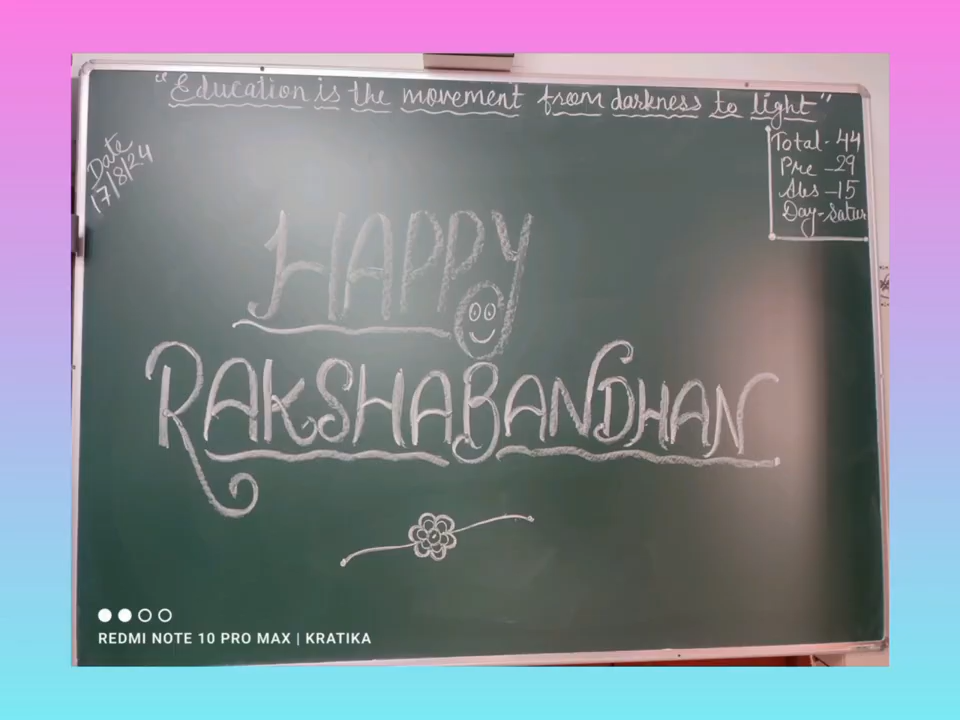 "Education is the movement from darkness to light"
Date
17/8/24
Total - 44
Pre - 29
Abs - 15
Day - Satur
HAPPY
RAKSHABANDHAN
REDMI NOTE 10 PRO MAX | KRATIKA